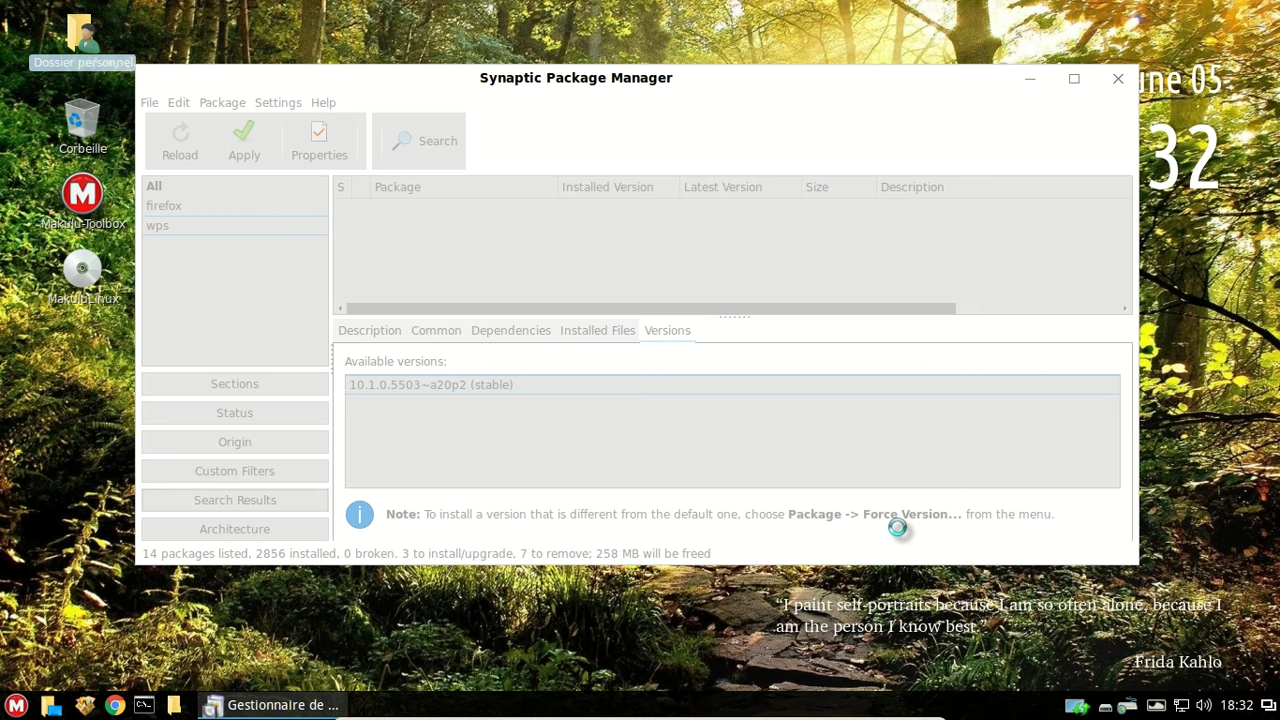 Dossier personnel
Corbeille
Makulu-Toolbox
MakuluLinux
Synaptic Package Manager
File Edit Package Settings Help
Reload Apply Properties Search
All
firefox
wps
S Package Installed Version Latest Version Size Description
Description Common Dependencies Installed Files Versions
Available versions:
10.1.0.5503~a20p2 (stable)
Sections
Status
Origin
Custom Filters
Search Results
Architecture
Note: To install a version that is different from the default one, choose Package -> Force Version... from the menu.
14 packages listed, 2856 installed, 0 broken. 3 to install/upgrade, 7 to remove; 258 MB will be freed
une 05
32
“I paint self-portraits because I am so often alone, because I
am the person I know best.”
Frida Kahlo
M Gestionnaire de ... 18:32